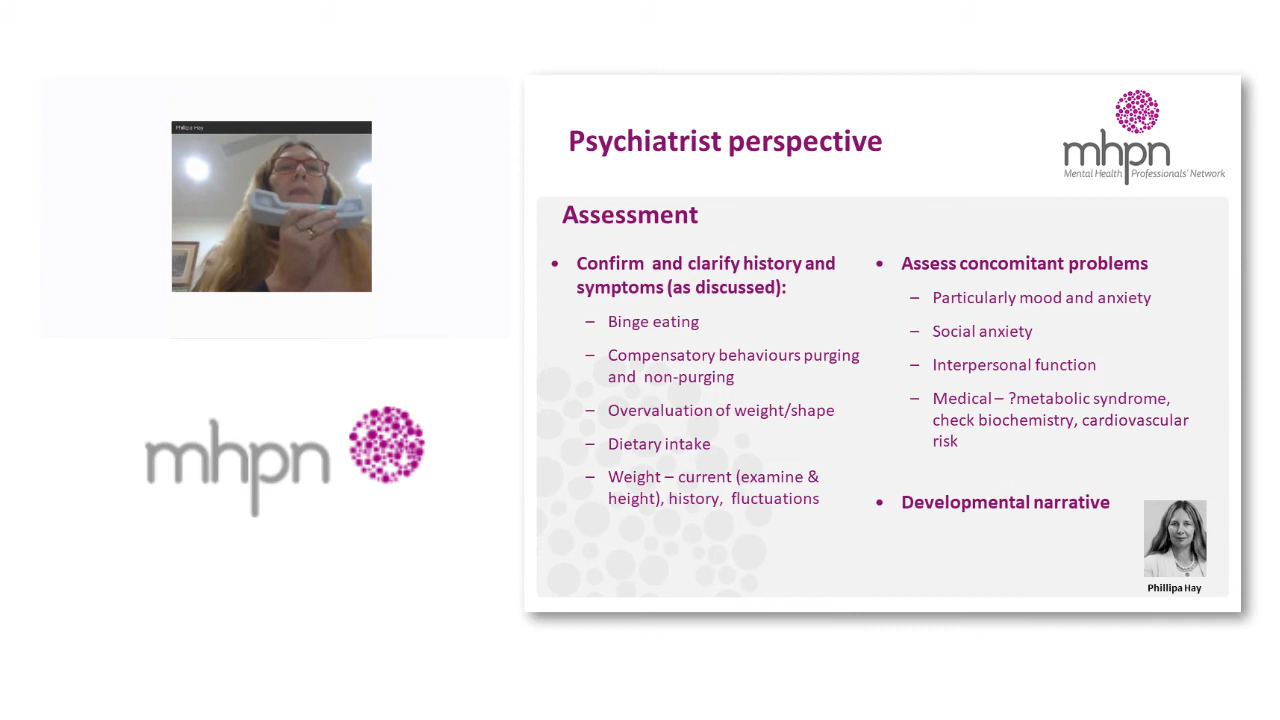 Phillipa Hay
mhpn
Psychiatrist perspective
mhpn
Mental Health Professionals' Network
Assessment
• Confirm and clarify history and
symptoms (as discussed):
– Binge eating
– Compensatory behaviours purging
and non-purging
– Overvaluation of weight/shape
– Dietary intake
– Weight – current (examine &
height), history, fluctuations
• Assess concomitant problems
– Particularly mood and anxiety
– Social anxiety
– Interpersonal function
– Medical – ?metabolic syndrome,
check biochemistry, cardiovascular
risk
• Developmental narrative
Phillipa Hay